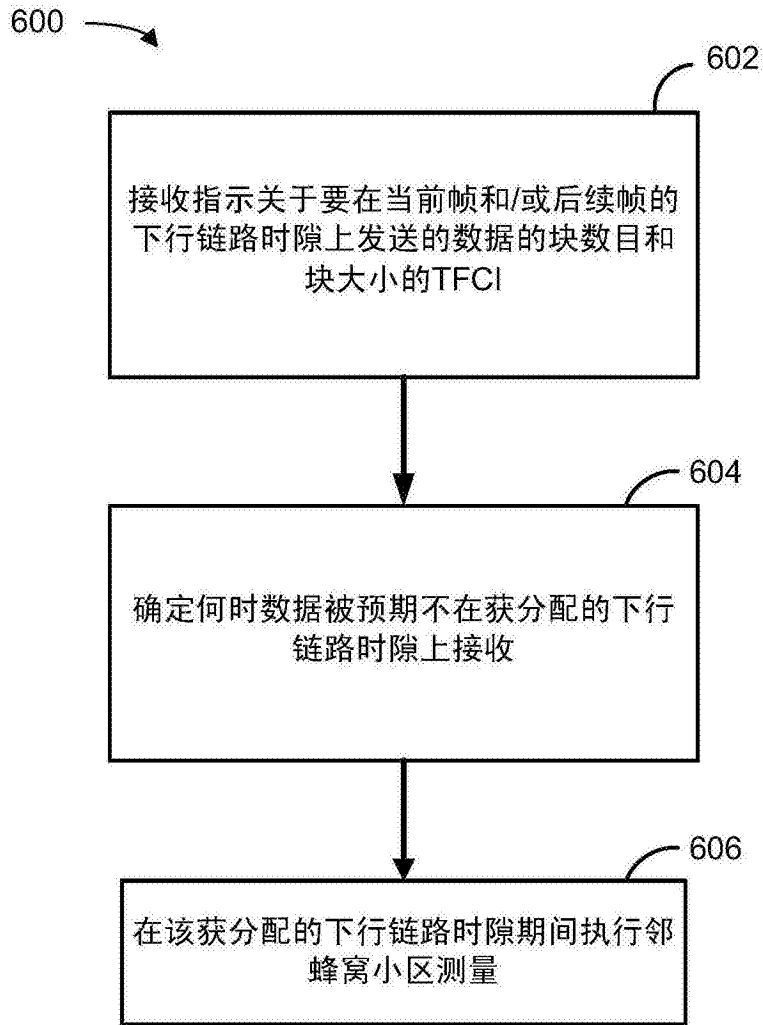 600
602
接收指示关于要在当前帧和/或后续帧的
下行链路时隙上发送的数据的块数目和
块大小的TFCI
604
确定何时数据被预期不在获分配的下行
链路时隙上接收
606
在该获分配的下行链路时隙期间执行邻
蜂窝小区测量